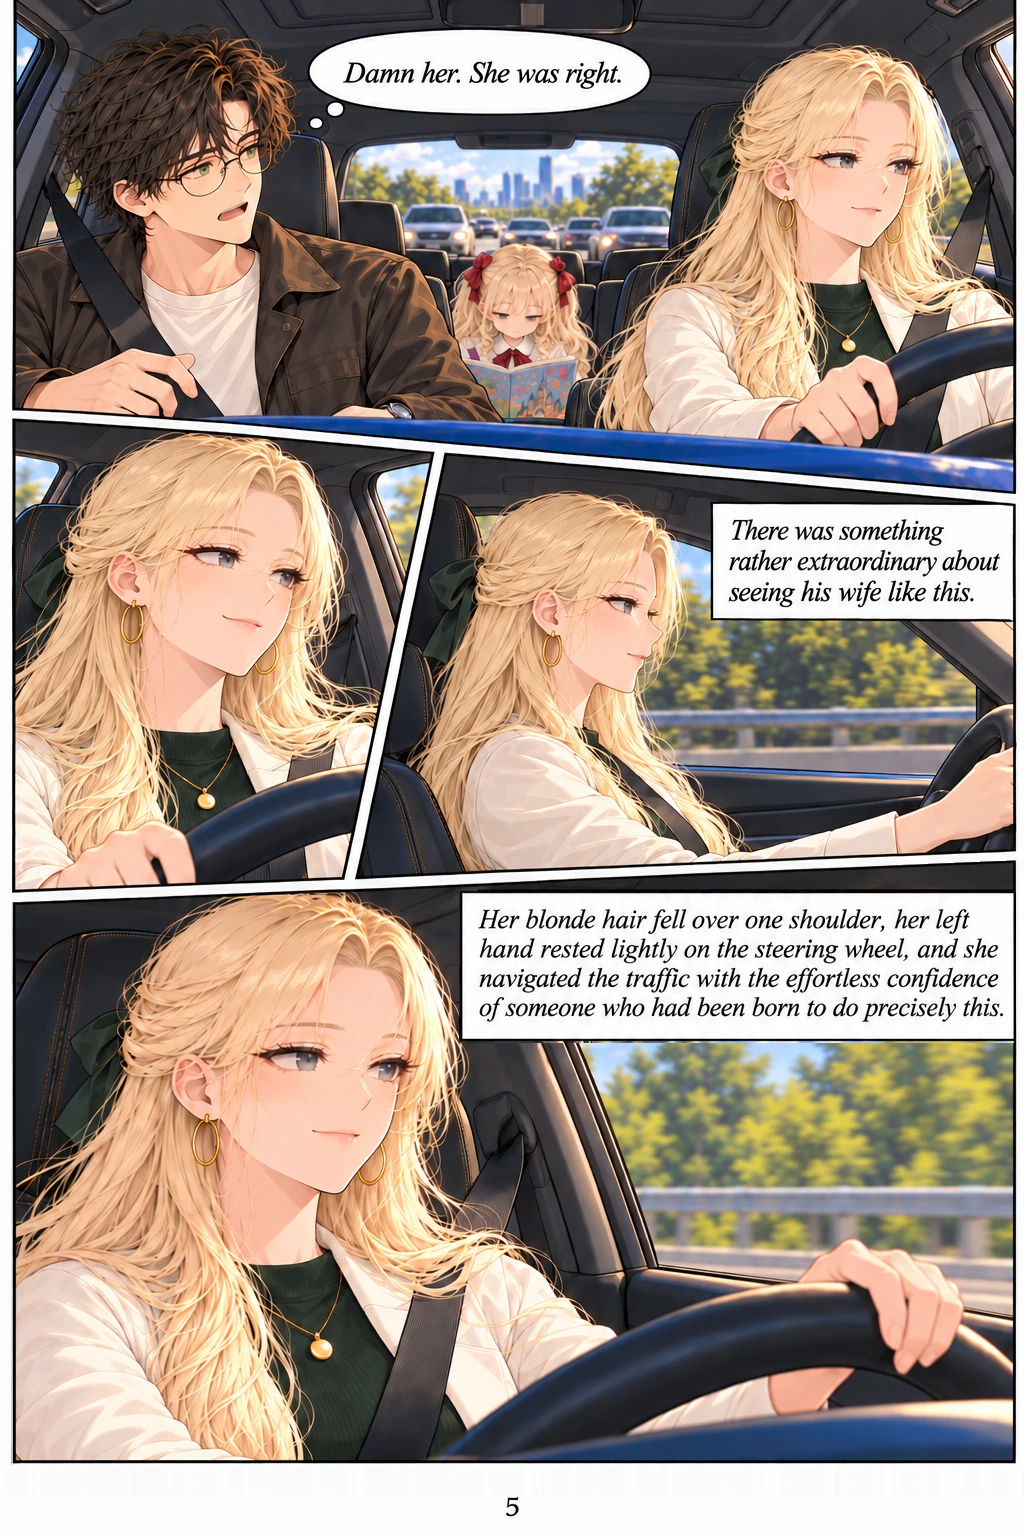 Damn her. She was right.
There was something
rather extraordinary about
seeing his wife like this.
Her blonde hair fell over one shoulder, her left
hand rested lightly on the steering wheel, and she
navigated the traffic with the effortless confidence
of someone who had been born to do precisely this.
5